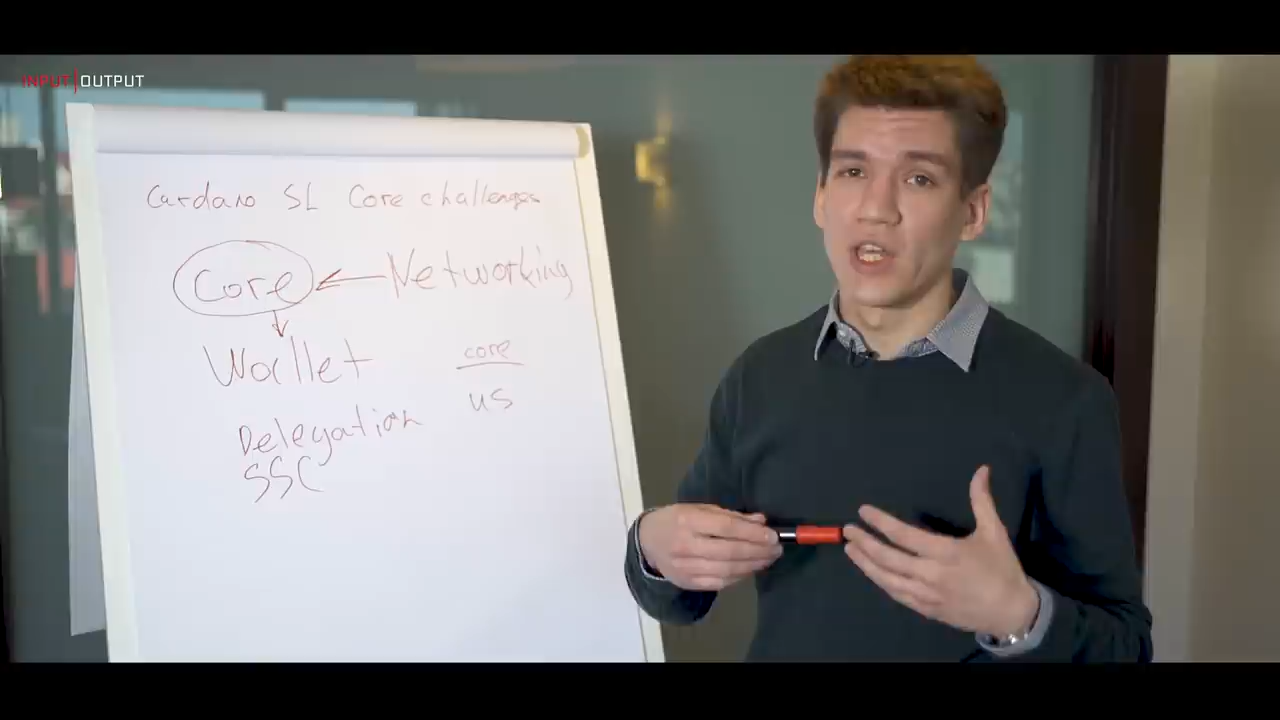 INPUT|OUTPUT
Cardano SL Core challenges
Core ← Networking
Wallet
core
us
Delegation
SSC